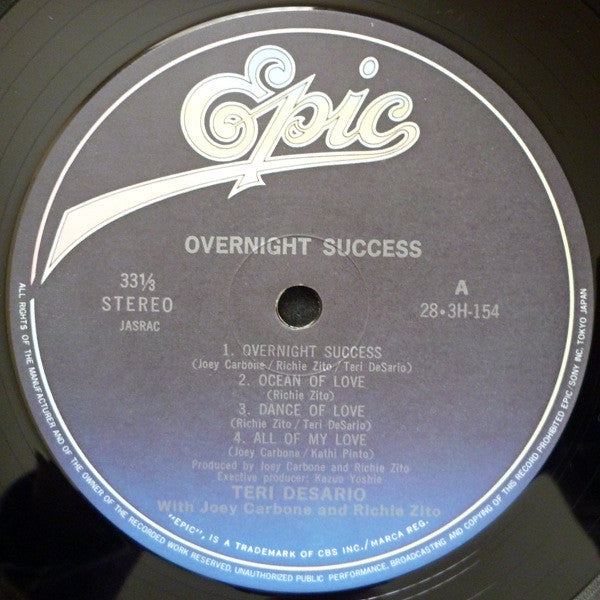 Epic
OVERNIGHT SUCCESS
33 1/3
STEREO
JASRAC
A
28・3H-154
1. OVERNIGHT SUCCESS
(Joey Carbone/Richie Zito/Teri DeSario)
2. OCEAN OF LOVE
(Richie Zito)
3. DANCE OF LOVE
(Richie Zito/Teri DeSario)
4. ALL OF MY LOVE
(Joey Carbone/Kathi Pinto)
Produced by Joey Carbone and Richie Zito
Executive producer: Kazuo Yoshie
TERI DESARIO
With Joey Carbone and Richie Zito
"EPIC", IS A TRADEMARK OF CBS INC./MARCA REG.
ALL RIGHTS OF THE MANUFACTURER AND OF THE OWNER OF THE RECORDED WORK RESERVED. UNAUTHORIZED PUBLIC PERFORMANCE, BROADCASTING AND COPYING OF THIS RECORD PROHIBITED EPIC/SONY INC. TOKYO JAPAN